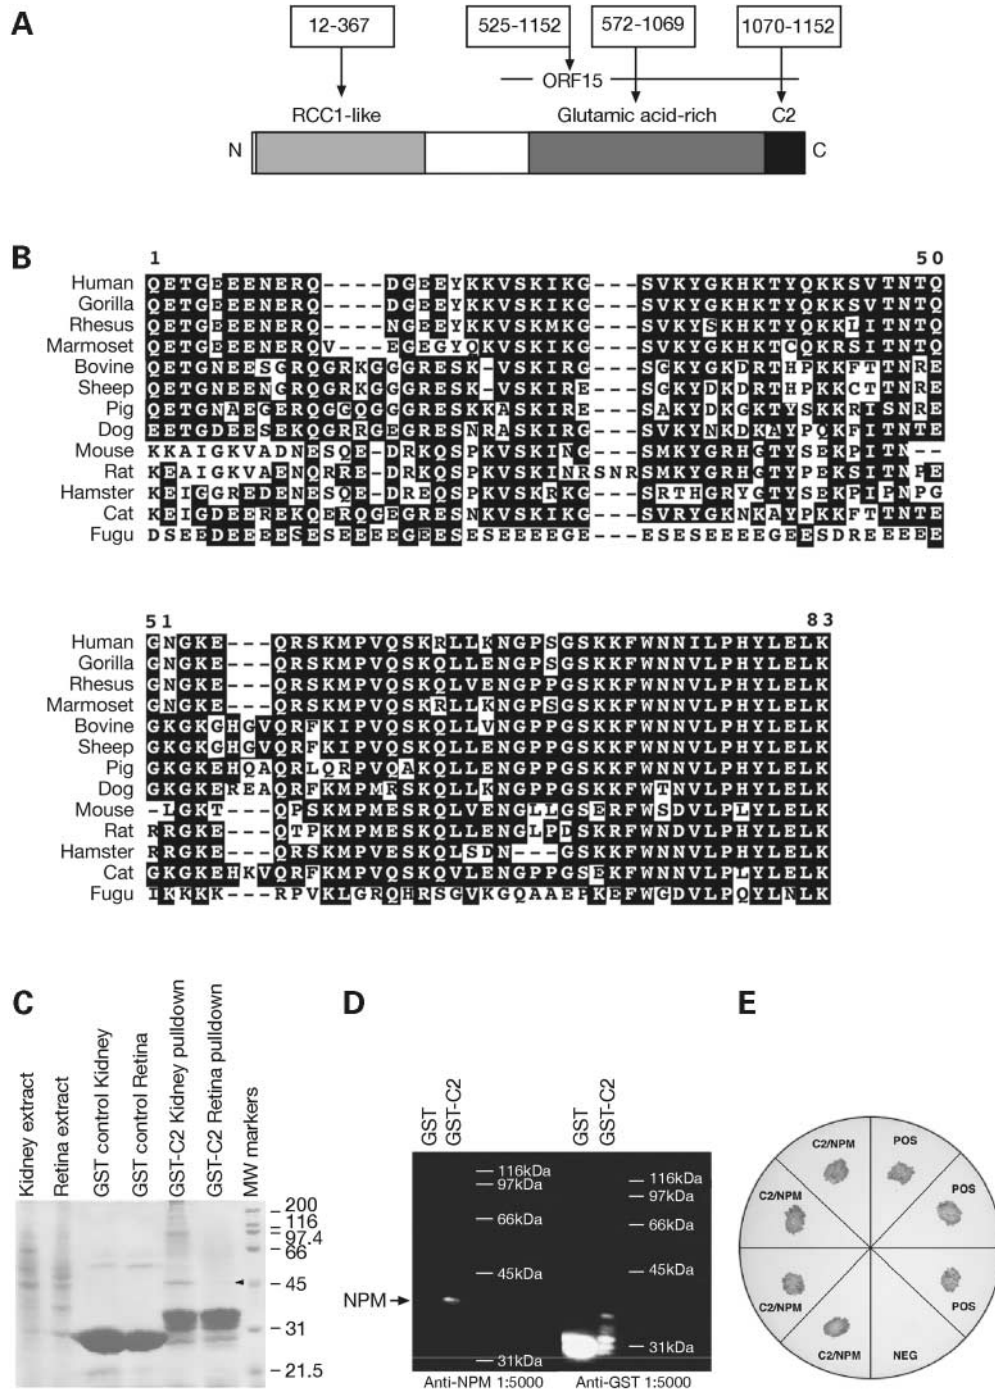 A
12-367
525-1152
572-1069
1070-1152
ORF15
RCC1-like
Glutamic acid-rich
C2
N
C
B
1 50
Human QETGEEENERQ----DGEEYKKVSKIKG---SVKYGKHKTYQKKSVTNTQ
Gorilla QETGEEENERQ----DGEEYKKVSKIKG---SVKYGKHKTYQKKSVTNTQ
Rhesus QETGEEENERQ----NGEEYKKVSKMKG---SVKYSKHKTYQKKLITNTQ
Marmoset QETGEEENERQV---EGEGYQKVSKIKG---SVKYGKHKTCQKRSITNTQ
Bovine QETGNEESGRQGRKGGGRESK-VSKIRG---SGKYGKDRTHPKKFTTNRE
Sheep QETGNEENGRQGRKGGGRESK-VSKIRE---SGKYDKDRTHPKKCTTNRE
Pig QETGNAEGERQGGQGGGRESKKASKIRE---SAKYDKGKTYSKKRISNRE
Dog EETGDEESEKQGRRGEGRESNRASKIRG---SVKYNKDKAYPQKFITNTE
Mouse KKAIGKVADNESQE-DRKQSPKVSKING---SMKYGRHGTYSEKPITN--
Rat KEAIGKVAENQRRE-DRKQSPKVSKINRSNRSMKYGRHGTYPEKSITNPE
Hamster KEIGGREDENESQE-DREQSPKVSKRKG---SRTHGRYGTYSEKPIPNPG
Cat KEIGDEEREKQERQGEGRESNKVSKIRG---SVRYGKNKAYPKKFTTNTE
Fugu DSEEDEEEEESESEEEEGEESESEEEEGE---ESESEEEEGEESDREEEEE
51 83
Human GNGKE---QRSKMPVQSKRLLKNGPSGSKKFWNNILPHYLELK
Gorilla GNGKE---QRSKMPVQSKQLLENGPSGSKKFWNNVLPHYLELK
Rhesus GNGKE---QRSKMPVQSKQLVENGPPGSKKFWNNVLPHYLELK
Marmoset GNGKE---QRSKMPVQSKRLLKNGPSGSKKFWNNVLPHYLELK
Bovine GKGKGHGVQRFKIPVQSKQLLVNGPPGSKKFWNNVLPHYLELK
Sheep GKGKGHGVQRFKIPVQSKQLLENGPPGSKKFWNNVLPHYLELK
Pig GKGKEHQAQRLQRPVQAKQLLENGPPGSKKFWNNVLPHYLELK
Dog GKGKEREAQRFKMPMRSKQLLKNGPPGSKKFWTNVLPHYLELK
Mouse -LGKT---QPSKMPMESRQLVENGLLGSERFWSDVLPLYLELK
Rat RRGKE---QTPKMPMESKQLLENGLPDSKRFWNDVLPHYLELK
Hamster RRGKE---QRSKMPVESKQLSDN---GSKKFWNNVLPHYLELK
Cat GKGKEHKVQRFKMPVQSKQVLENGPPGSEKFWNNVLPLYLELK
Fugu IKKKK---RPVKLGRQHRSGVKGQAAEPKEFWGDVLPQYLNLK
C
Kidney extract
Retina extract
GST control Kidney
GST control Retina
GST-C2 Kidney pulldown
GST-C2 Retina pulldown
MW markers
200
116
97.4
66
45
31
21.5
D
GST
GST-C2
GST
GST-C2
116kDa
97kDa
66kDa
45kDa
31kDa
116kDa
97kDa
66kDa
45kDa
31kDa
NPM
Anti-NPM 1:5000
Anti-GST 1:5000
E
C2/NPM
POS
C2/NPM
POS
C2/NPM
POS
C2/NPM
NEG